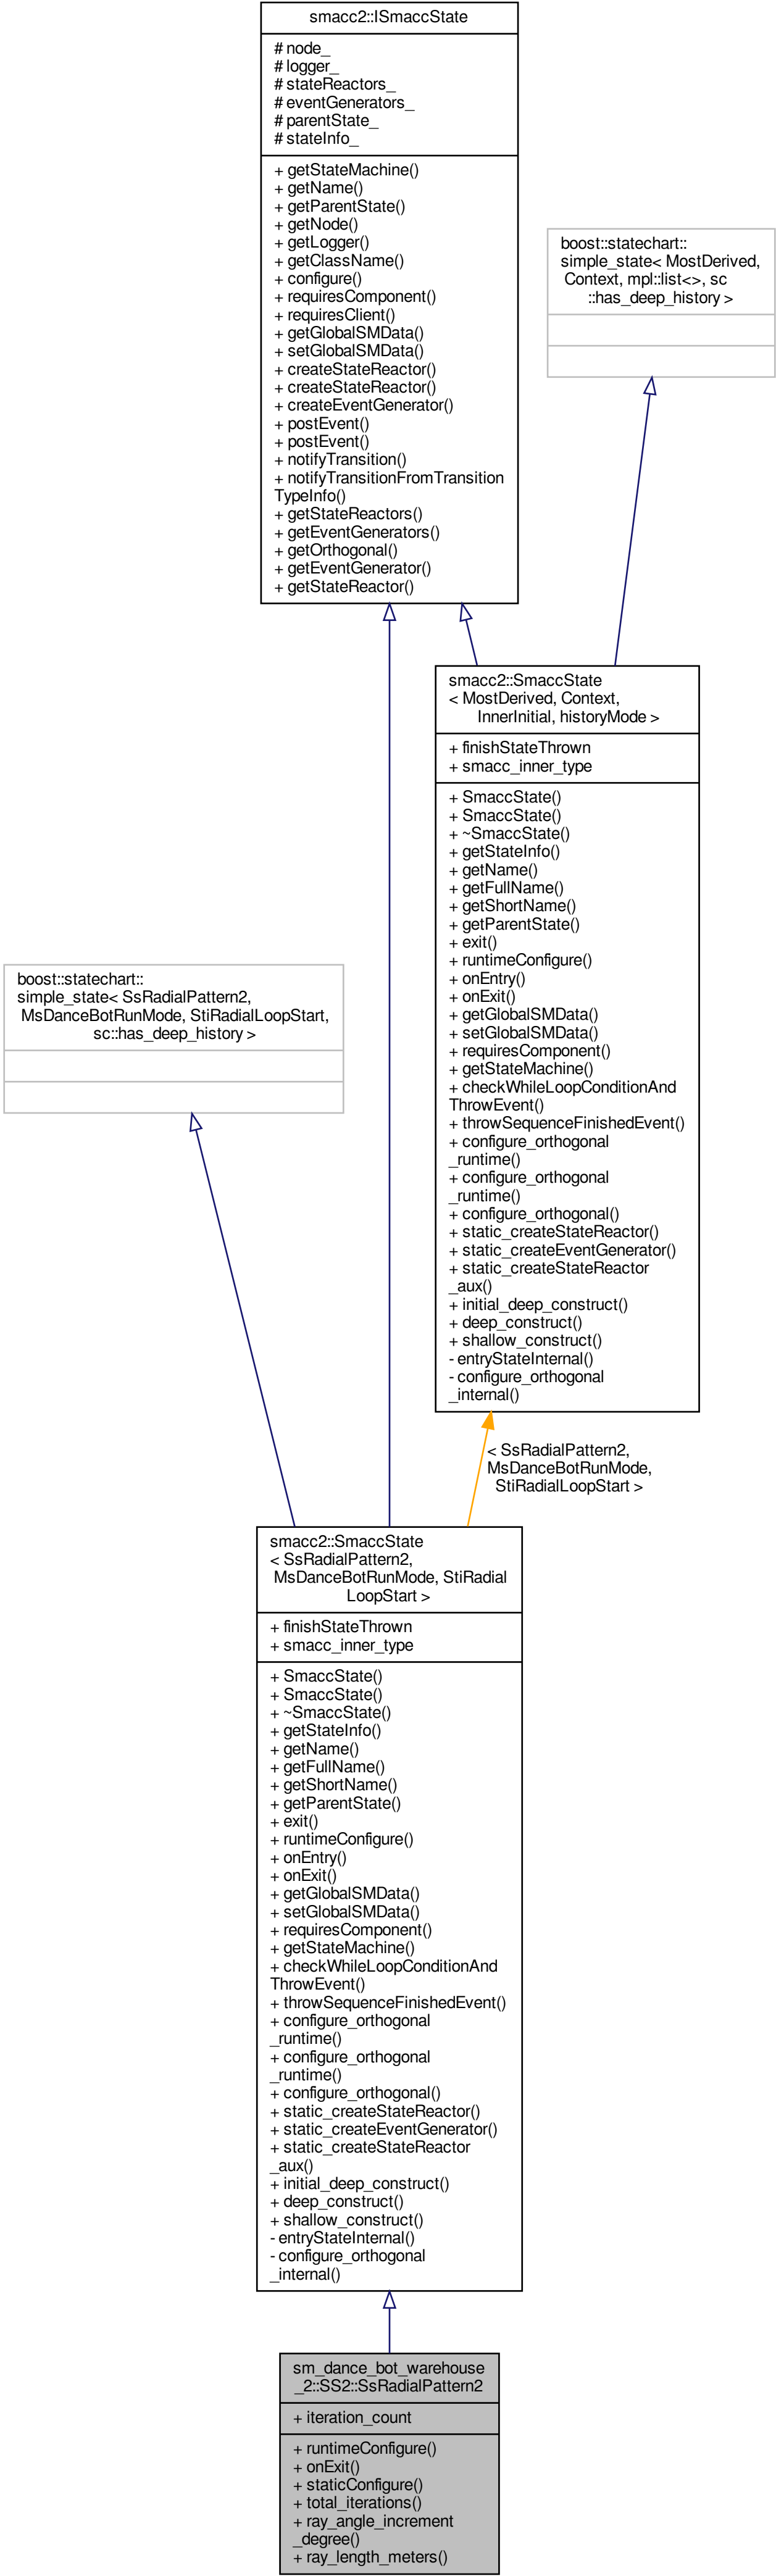 smacc2::ISmaccState
# node_
# logger_
# stateReactors_
# eventGenerators_
# parentState_
# stateInfo_
+ getStateMachine()
+ getName()
+ getParentState()
+ getNode()
+ getLogger()
+ getClassName()
+ configure()
+ requiresComponent()
+ requiresClient()
+ getGlobalSMData()
+ setGlobalSMData()
+ createStateReactor()
+ createStateReactor()
+ createEventGenerator()
+ postEvent()
+ postEvent()
+ notifyTransition()
+ notifyTransitionFromTransition
TypeInfo()
+ getStateReactors()
+ getEventGenerators()
+ getOrthogonal()
+ getEventGenerator()
+ getStateReactor()
boost::statechart::
simple_state< MostDerived,
Context, mpl::list<>, sc
::has_deep_history >
smacc2::SmaccState
< MostDerived, Context,
InnerInitial, historyMode >
+ finishStateThrown
+ smacc_inner_type
+ SmaccState()
+ SmaccState()
+ ~SmaccState()
+ getStateInfo()
+ getName()
+ getFullName()
+ getShortName()
+ getParentState()
+ exit()
+ runtimeConfigure()
+ onEntry()
+ onExit()
+ getGlobalSMData()
+ setGlobalSMData()
+ requiresComponent()
+ getStateMachine()
+ checkWhileLoopConditionAnd
ThrowEvent()
+ throwSequenceFinishedEvent()
+ configure_orthogonal
_runtime()
+ configure_orthogonal
_runtime()
+ configure_orthogonal()
+ static_createStateReactor()
+ static_createEventGenerator()
+ static_createStateReactor
_aux()
+ initial_deep_construct()
+ deep_construct()
+ shallow_construct()
- entryStateInternal()
- configure_orthogonal
_internal()
boost::statechart::
simple_state< SsRadialPattern2,
MsDanceBotRunMode, StiRadialLoopStart,
sc::has_deep_history >
< SsRadialPattern2,
MsDanceBotRunMode,
StiRadialLoopStart >
smacc2::SmaccState
< SsRadialPattern2,
MsDanceBotRunMode, StiRadial
LoopStart >
+ finishStateThrown
+ smacc_inner_type
+ SmaccState()
+ SmaccState()
+ ~SmaccState()
+ getStateInfo()
+ getName()
+ getFullName()
+ getShortName()
+ getParentState()
+ exit()
+ runtimeConfigure()
+ onEntry()
+ onExit()
+ getGlobalSMData()
+ setGlobalSMData()
+ requiresComponent()
+ getStateMachine()
+ checkWhileLoopConditionAnd
ThrowEvent()
+ throwSequenceFinishedEvent()
+ configure_orthogonal
_runtime()
+ configure_orthogonal
_runtime()
+ configure_orthogonal()
+ static_createStateReactor()
+ static_createEventGenerator()
+ static_createStateReactor
_aux()
+ initial_deep_construct()
+ deep_construct()
+ shallow_construct()
- entryStateInternal()
- configure_orthogonal
_internal()
sm_dance_bot_warehouse
_2::SS2::SsRadialPattern2
+ iteration_count
+ runtimeConfigure()
+ onExit()
+ staticConfigure()
+ total_iterations()
+ ray_angle_increment
_degree()
+ ray_length_meters()